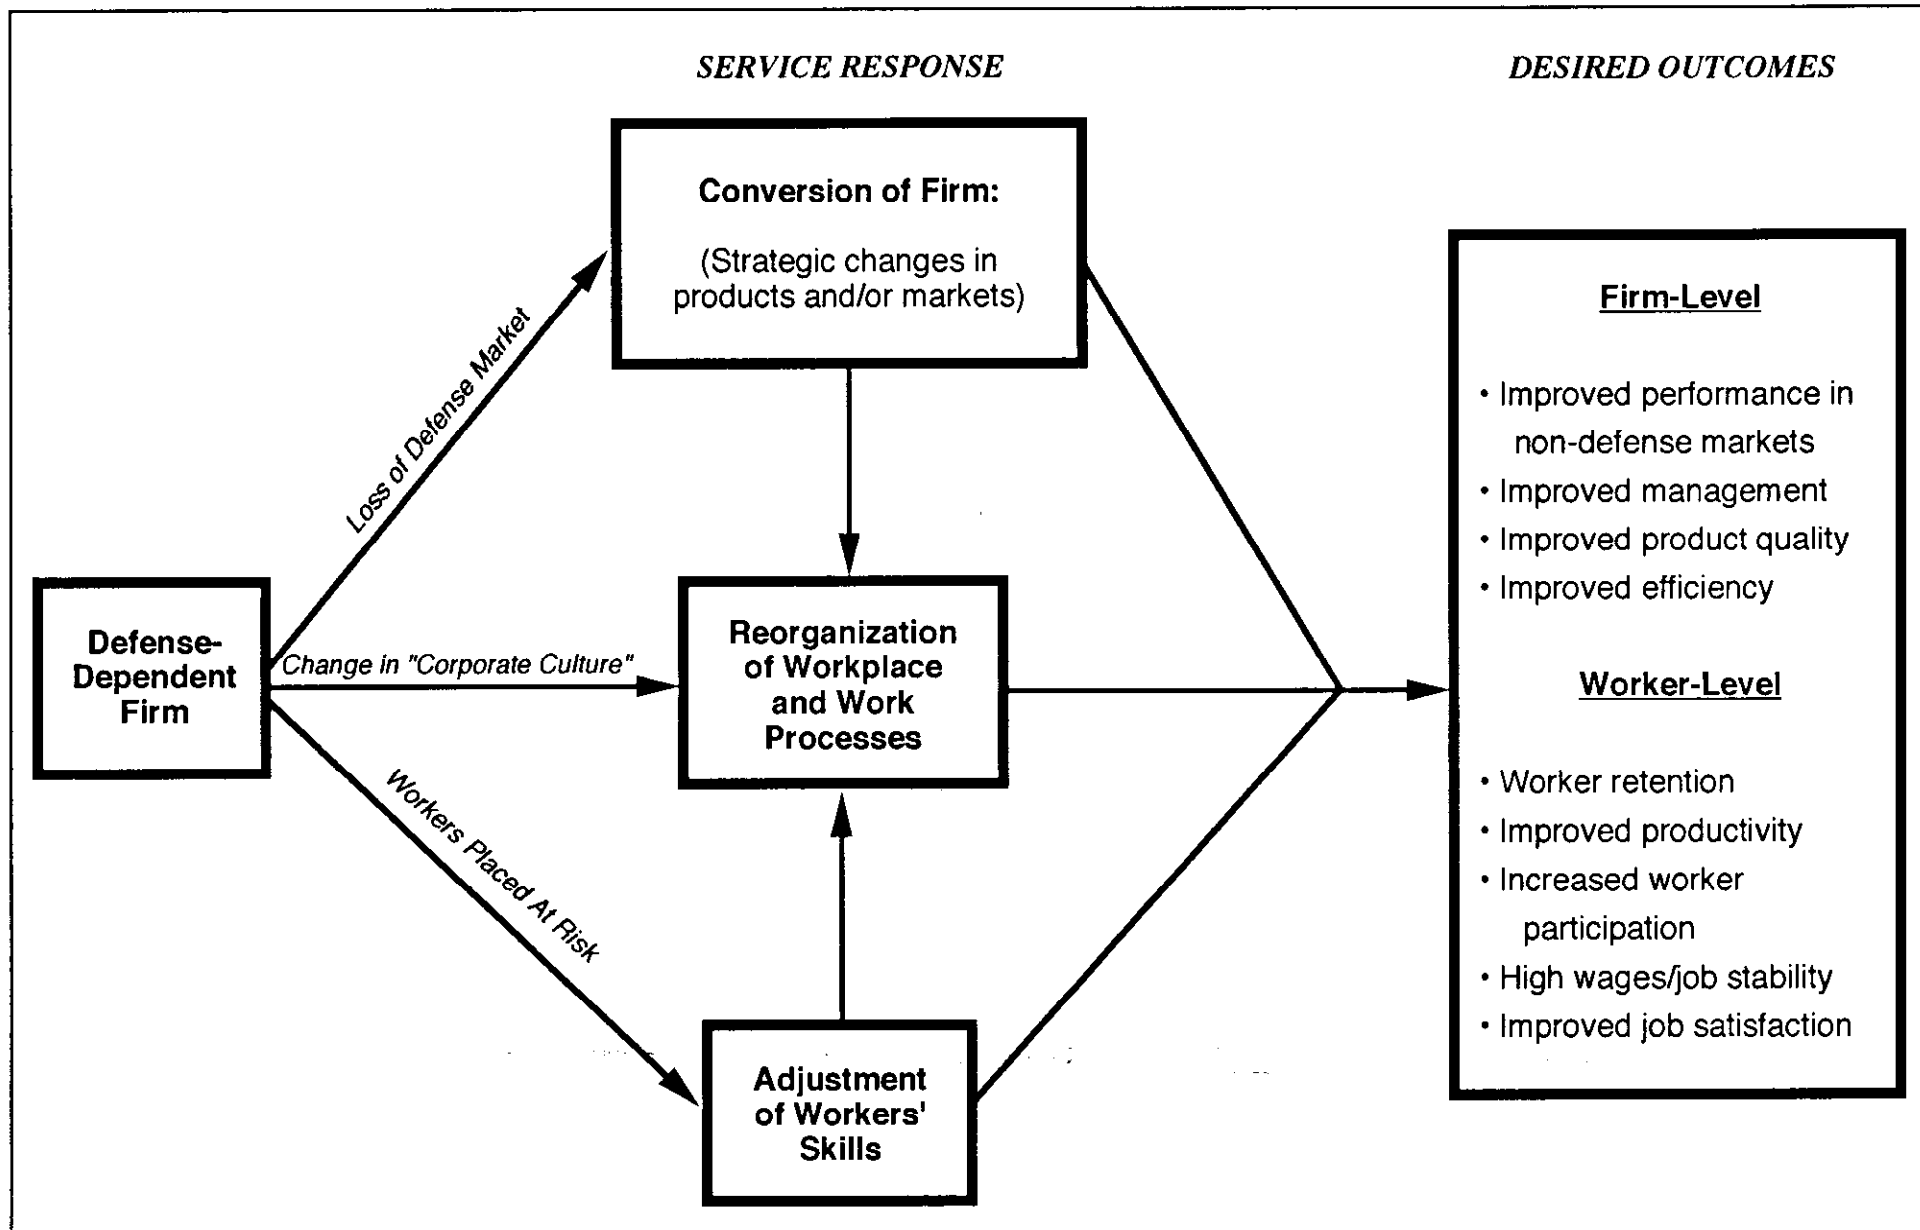 SERVICE RESPONSE
DESIRED OUTCOMES
Conversion of Firm:
(Strategic changes in
products and/or markets)
Loss of Defense Market
Defense-
Dependent
Firm
Change in "Corporate Culture"
Reorganization
of Workplace
and Work
Processes
Workers Placed At Risk
Adjustment
of Workers'
Skills
Firm-Level
• Improved performance in
non-defense markets
• Improved management
• Improved product quality
• Improved efficiency
Worker-Level
• Worker retention
• Improved productivity
• Increased worker
participation
• High wages/job stability
• Improved job satisfaction